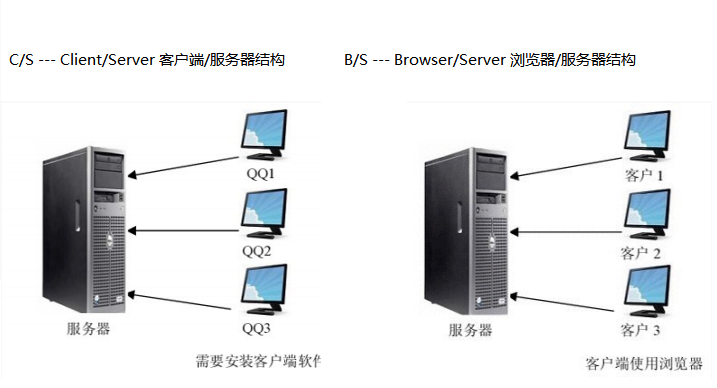 C/S --- Client/Server 客户端/服务器结构
B/S --- Browser/Server 浏览器/服务器结构
QQ1
QQ2
QQ3
服务器
需要安装客户端软件
客户 1
客户 2
客户 3
服务器
客户端使用浏览器